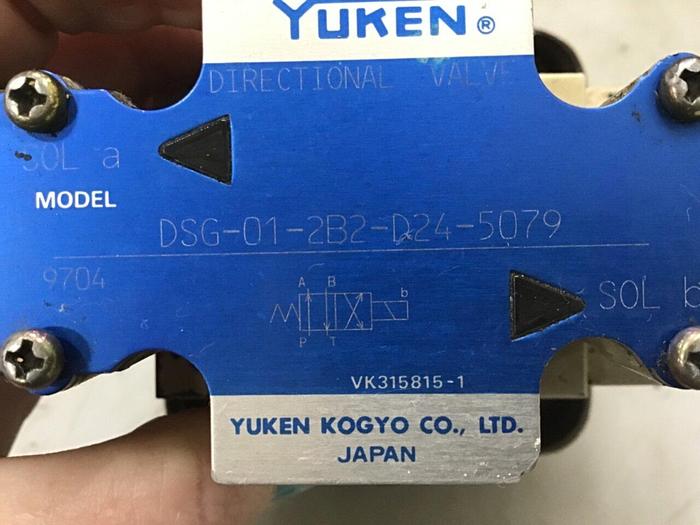 YUKEN®
DIRECTIONAL VALVE
SOL a
MODEL
DSG-01-2B2-D24-5079
9704
A B
b
P T
SOL b
VK315815-1
YUKEN KOGYO CO., LTD.
JAPAN